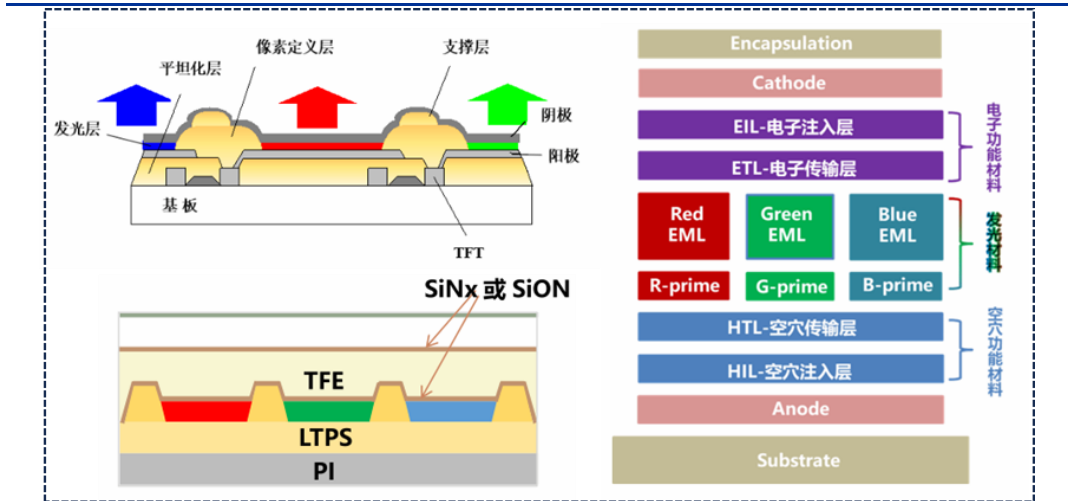 像素定义层
支撑层
平坦化层
发光层
阴极
阳极
基 板
TFT
SiNx 或 SiON
TFE
LTPS
PI
Encapsulation
Cathode
EIL-电子注入层
ETL-电子传输层
电子功能材料
Red
EML
Green
EML
Blue
EML
发光材料
R-prime
G-prime
B-prime
HTL-空穴传输层
HIL-空穴注入层
空穴功能材料
Anode
Substrate